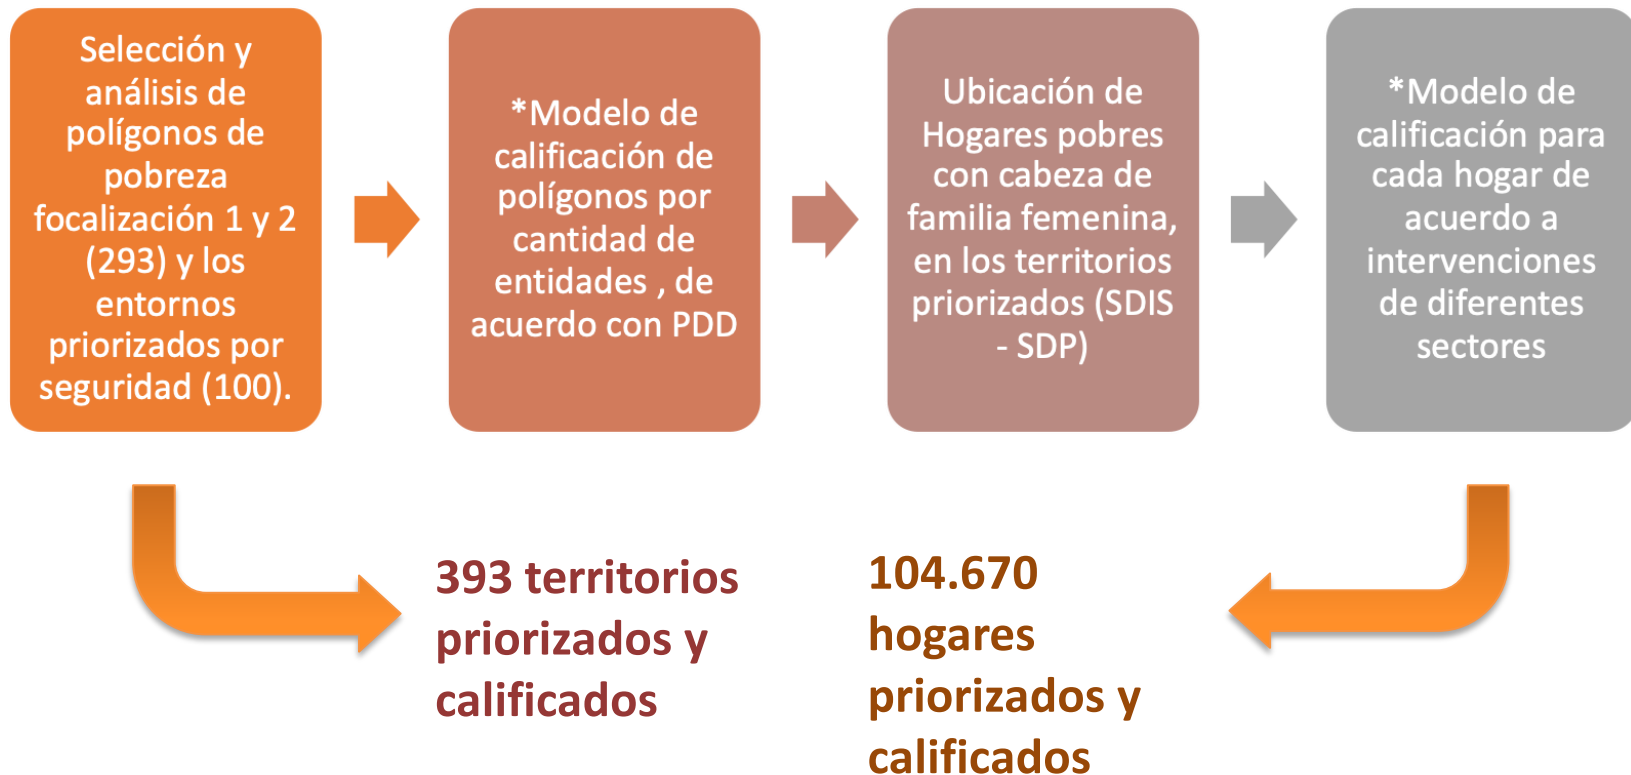 Selección y
análisis de
polígonos de
pobreza
focalización 1 y 2
(293) y los
entornos
priorizados por
seguridad (100).
*Modelo de
calificación de
polígonos por
cantidad de
entidades , de
acuerdo con PDD
Ubicación de
Hogares pobres
con cabeza de
familia femenina,
en los territorios
priorizados (SDIS
- SDP)
*Modelo de
calificación para
cada hogar de
acuerdo a
intervenciones
de diferentes
sectores
393 territorios
priorizados y
calificados
104.670
hogares
priorizados y
calificados